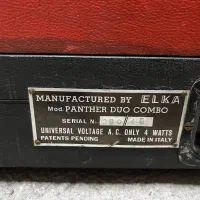 MANUFACTURED BY ELKA
Mod. PANTHER DUO COMBO
SERIAL N.
UNIVERSAL VOLTAGE A.C. ONLY 4 WATTS
PATENTS PENDING MADE IN ITALY